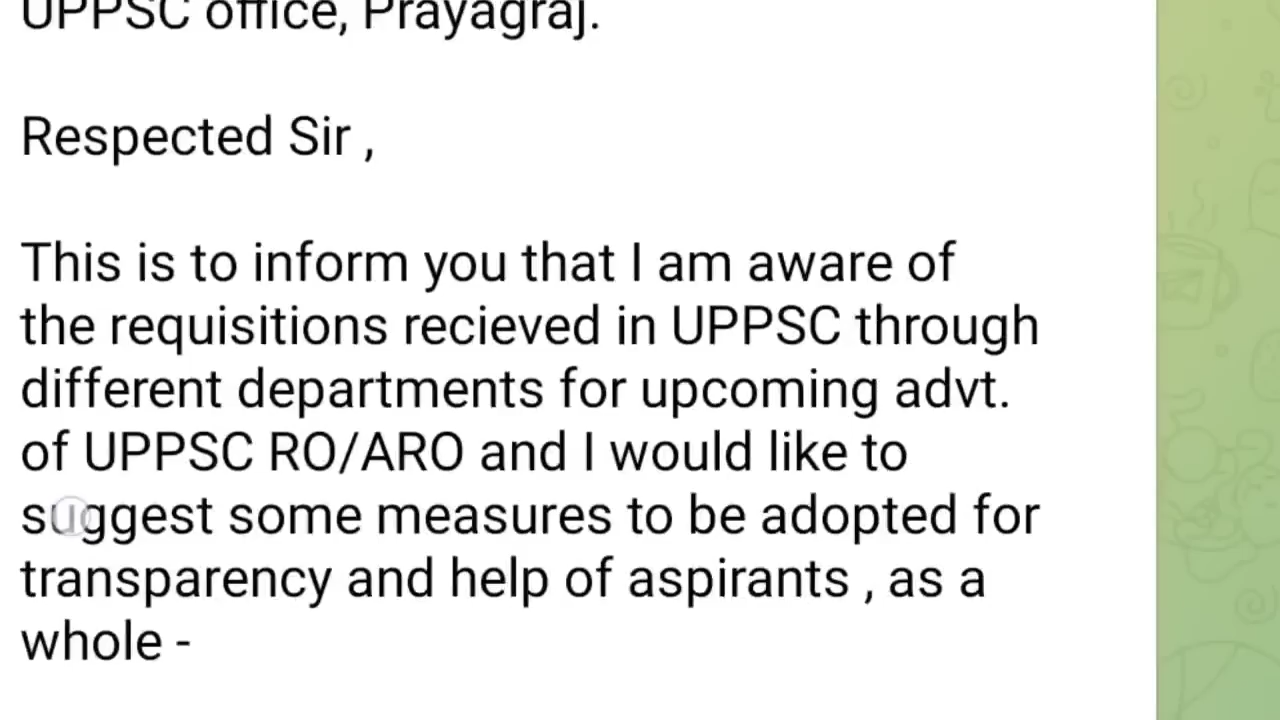 UPPSC office, Prayagraj.
Respected Sir ,
This is to inform you that I am aware of
the requisitions recieved in UPPSC through
different departments for upcoming advt.
of UPPSC RO/ARO and I would like to
suggest some measures to be adopted for
transparency and help of aspirants , as a
whole -